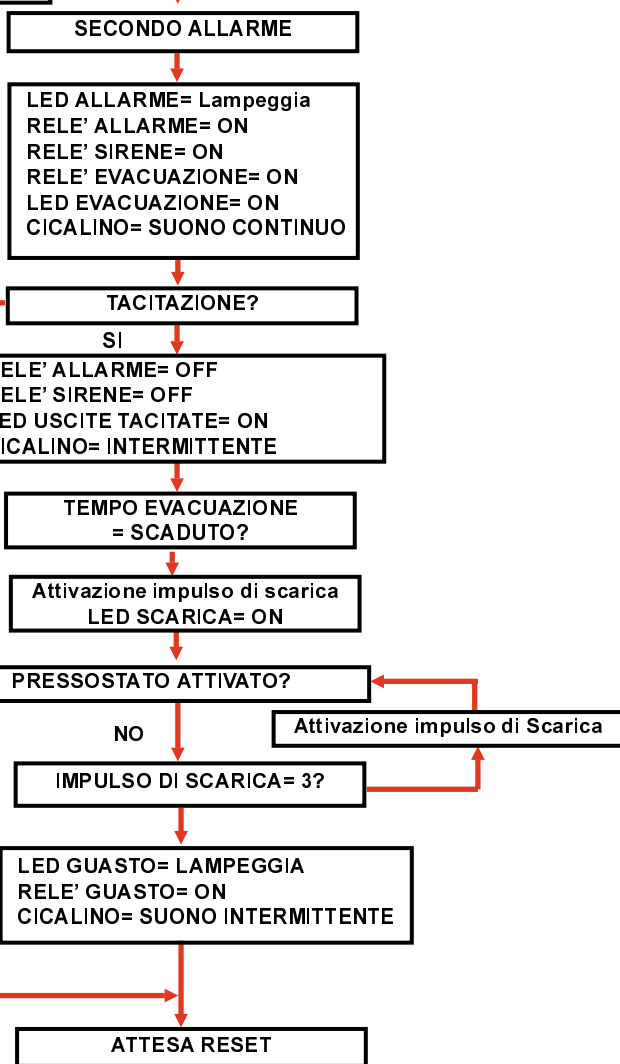 SECONDO ALLARME
LED ALLARME= Lampeggia
RELE’ ALLARME= ON
RELE’ SIRENE= ON
RELE’ EVACUAZIONE= ON
LED EVACUAZIONE= ON
CICALINO= SUONO CONTINUO
TACITAZIONE?
SI
ELE’ ALLARME= OFF
ELE’ SIRENE= OFF
ED USCITE TACITATE= ON
ICALINO= INTERMITTENTE
TEMPO EVACUAZIONE
= SCADUTO?
Attivazione impulso di scarica
LED SCARICA= ON
PRESSOSTATO ATTIVATO?
NO
Attivazione impulso di Scarica
IMPULSO DI SCARICA= 3?
LED GUASTO= LAMPEGGIA
RELE’ GUASTO= ON
CICALINO= SUONO INTERMITTENTE
ATTESA RESET